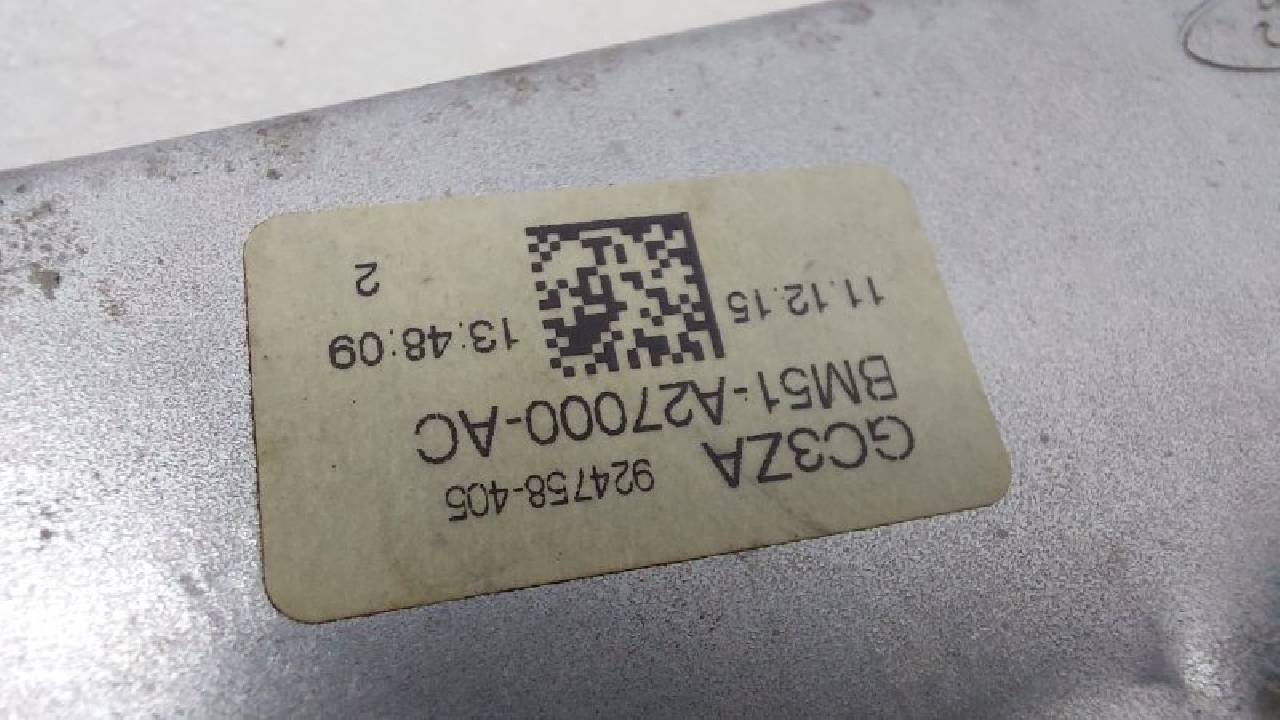 GC3ZA 924758-405
BM51-A27000-AC
11.12.15 13:48:09
2